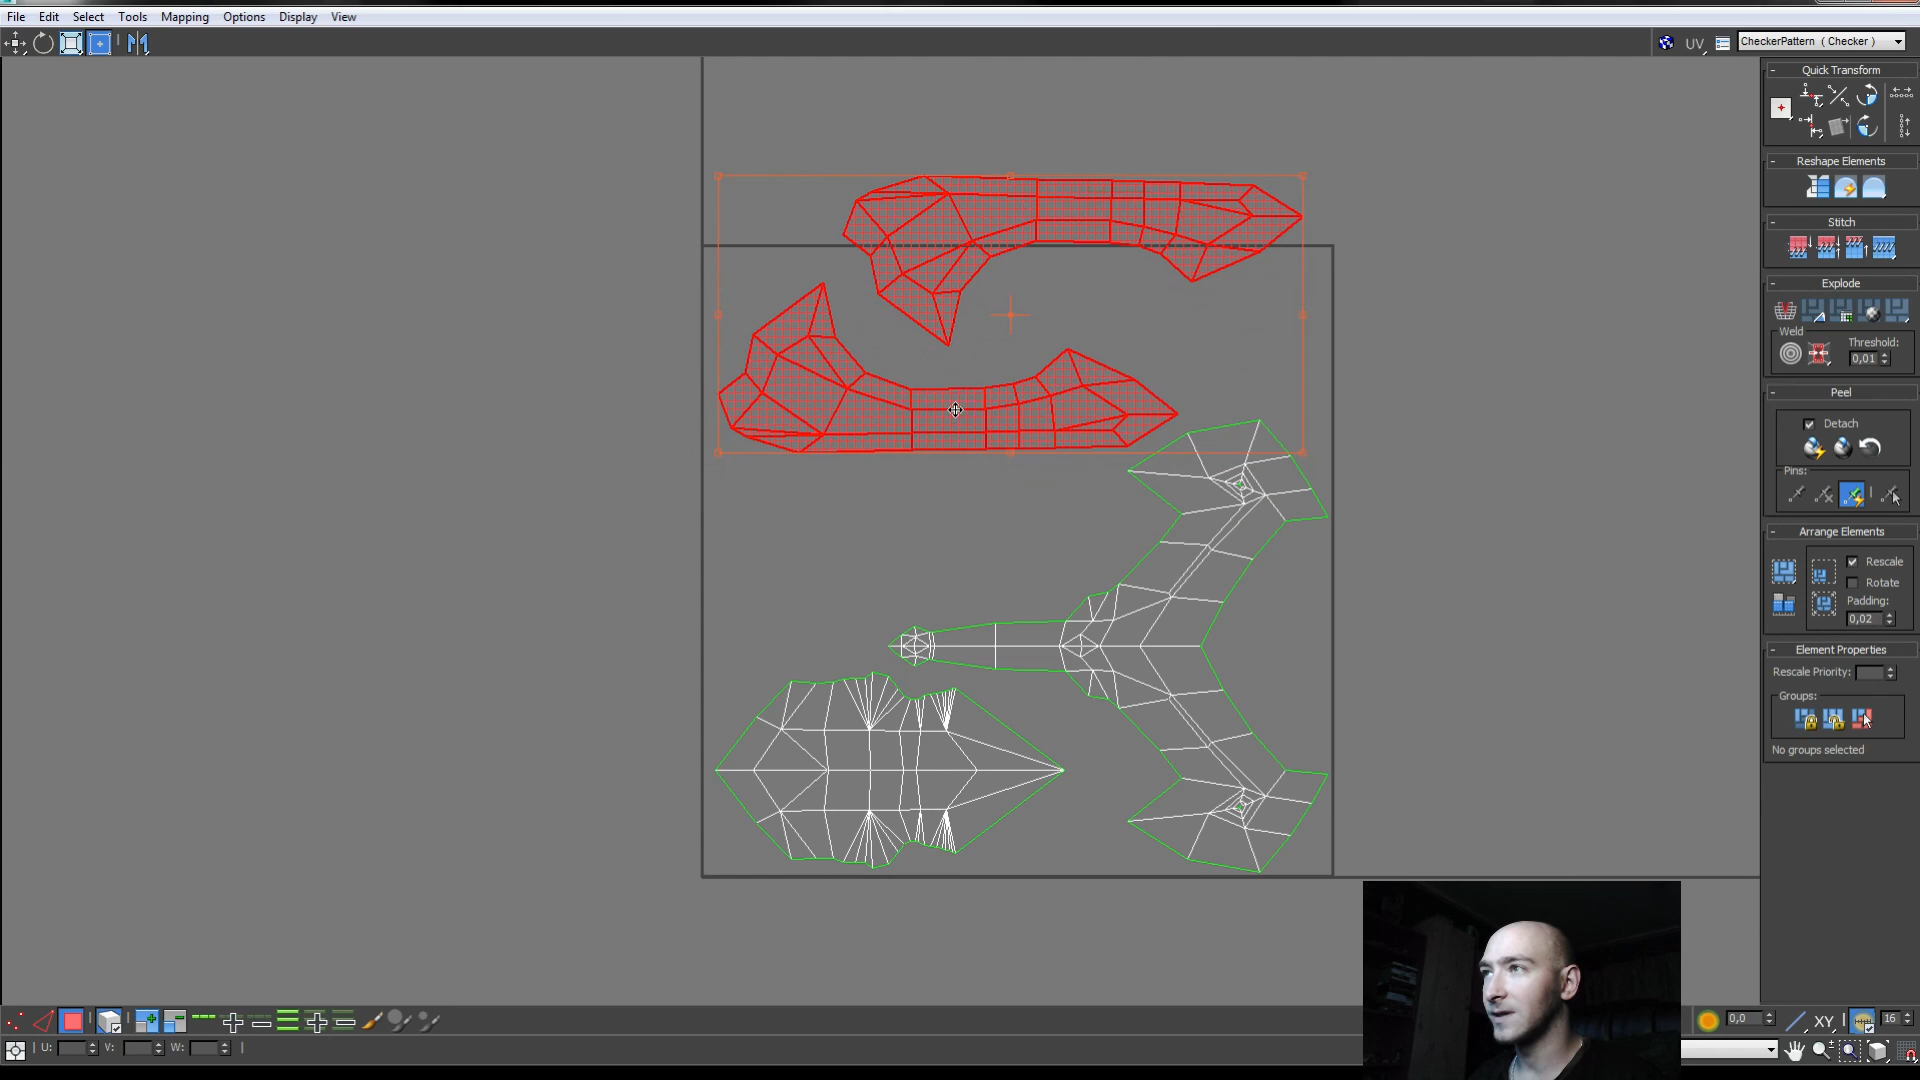 File Edit Select Tools Mapping Options Display View
UV CheckerPattern ( Checker )
Quick Transform
Reshape Elements
Stitch
Explode
Weld
Threshold:
0,01
Peel
Detach
Pins:
Arrange Elements
Rescale
Rotate
Padding:
0,02
Element Properties
Rescale Priority:
Groups:
No groups selected
0,0 XY 16
U: V: W: